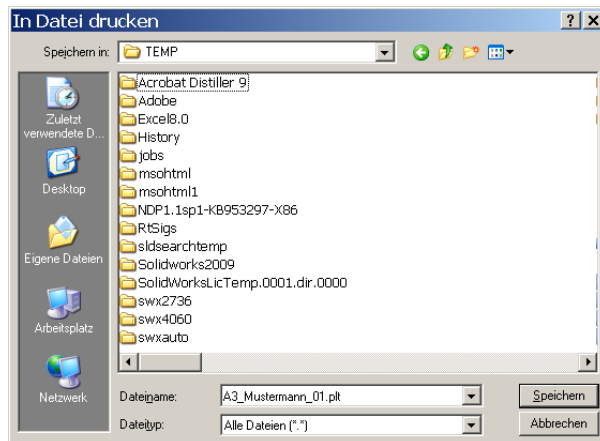 In Datei drucken
Speichern in: TEMP
Zuletzt
verwendete D...
Desktop
Eigene Dateien
Arbeitsplatz
Netzwerk
Acrobat Distiller 9
Adobe
Excel8.0
History
jobs
msohtml
msohtml1
NDP1.1sp1-KB953297-X86
RtSigs
sldsearchtemp
Solidworks2009
SolidWorksLicTemp.0001.dir.0000
swx2736
swx4060
swxauto
Dateiname: A3_Mustermann_01.plt Speichern
Dateityp: Alle Dateien (*.*) Abbrechen